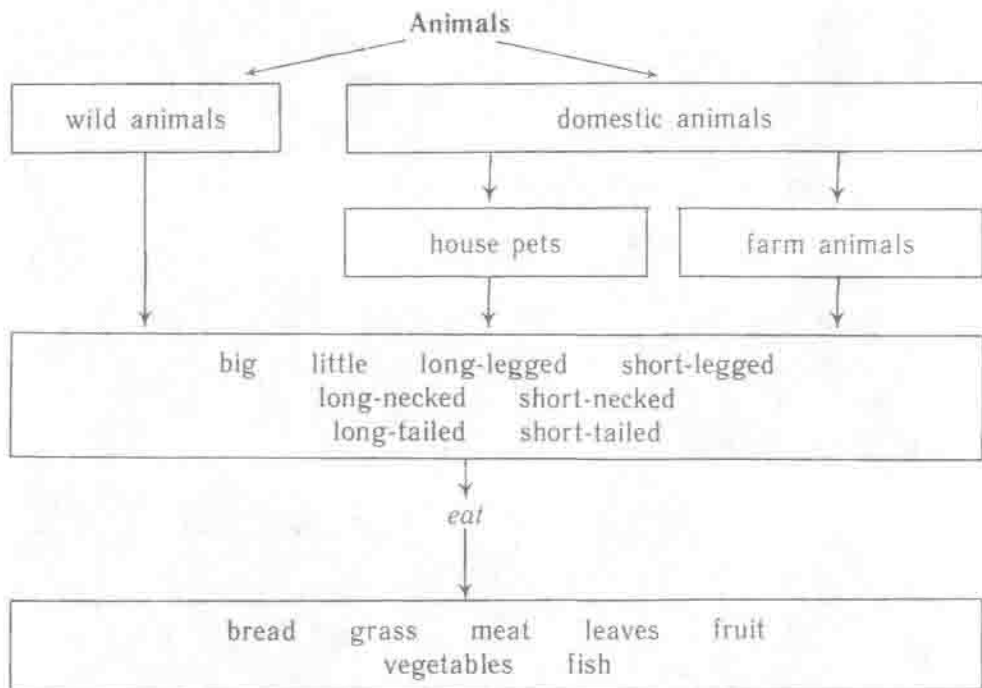 Animals
wild animals
domestic animals
house pets
farm animals
big little long-legged short-legged
long-necked short-necked
long-tailed short-tailed
eat
bread grass meat leaves fruit
vegetables fish